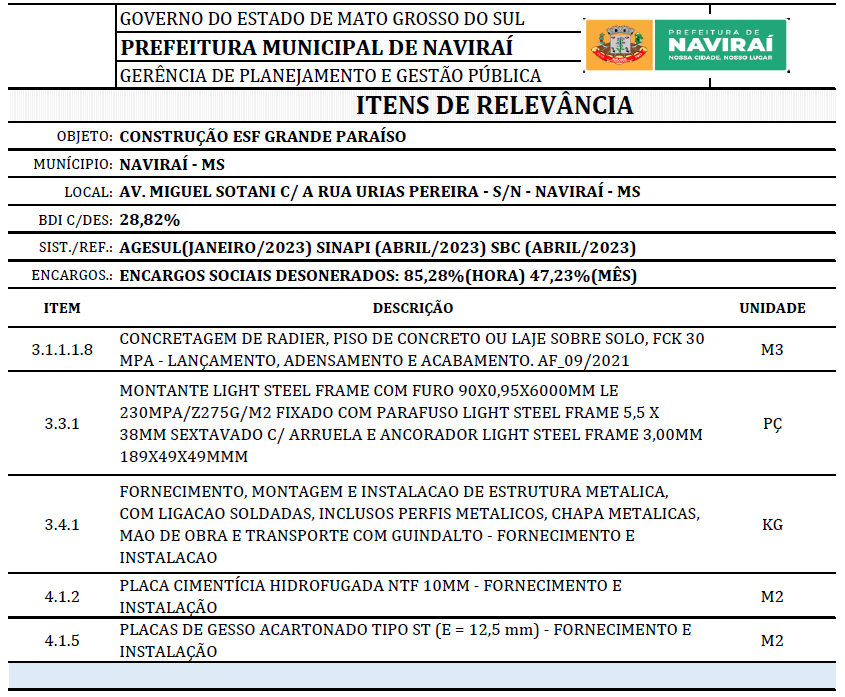 GOVERNO DO ESTADO DE MATO GROSSO DO SUL
PREFEITURA MUNICIPAL DE NAVIRAÍ
GERÊNCIA DE PLANEJAMENTO E GESTÃO PÚBLICA
PREFEITURA DE
NAVIRAÍ
NOSSA CIDADE, NOSSO LUGAR
ITENS DE RELEVÂNCIA
OBJETO: CONSTRUÇÃO ESF GRANDE PARAÍSO
MUNÍCIPIO: NAVIRAÍ - MS
LOCAL: AV. MIGUEL SOTANI C/ A RUA URIAS PEREIRA - S/N - NAVIRAÍ - MS
BDI C/DES: 28,82%
SIST./REF.: AGESUL(JANEIRO/2023) SINAPI (ABRIL/2023) SBC (ABRIL/2023)
ENCARGOS.: ENCARGOS SOCIAIS DESONERADOS: 85,28%(HORA) 47,23%(MÊS)
ITEM DESCRIÇÃO UNIDADE
3.1.1.1.8 CONCRETAGEM DE RADIER, PISO DE CONCRETO OU LAJE SOBRE SOLO, FCK 30 M3
MPA - LANÇAMENTO, ADENSAMENTO E ACABAMENTO. AF_09/2021
3.3.1 MONTANTE LIGHT STEEL FRAME COM FURO 90X0,95X6000MM LE PÇ
230MPA/Z275G/M2 FIXADO COM PARAFUSO LIGHT STEEL FRAME 5,5 X
38MM SEXTAVADO C/ ARRUELA E ANCORADOR LIGHT STEEL FRAME 3,00MM
189X49X49MMM
3.4.1 FORNECIMENTO, MONTAGEM E INSTALACAO DE ESTRUTURA METALICA, KG
COM LIGACAO SOLDADAS, INCLUSOS PERFIS METALICOS, CHAPA METALICAS,
MAO DE OBRA E TRANSPORTE COM GUINDALTO - FORNECIMENTO E
INSTALACAO
4.1.2 PLACA CIMENTÍCIA HIDROFUGADA NTF 10MM - FORNECIMENTO E M2
INSTALAÇÃO
4.1.5 PLACAS DE GESSO ACARTONADO TIPO ST (E = 12,5 mm) - FORNECIMENTO E M2
INSTALAÇÃO